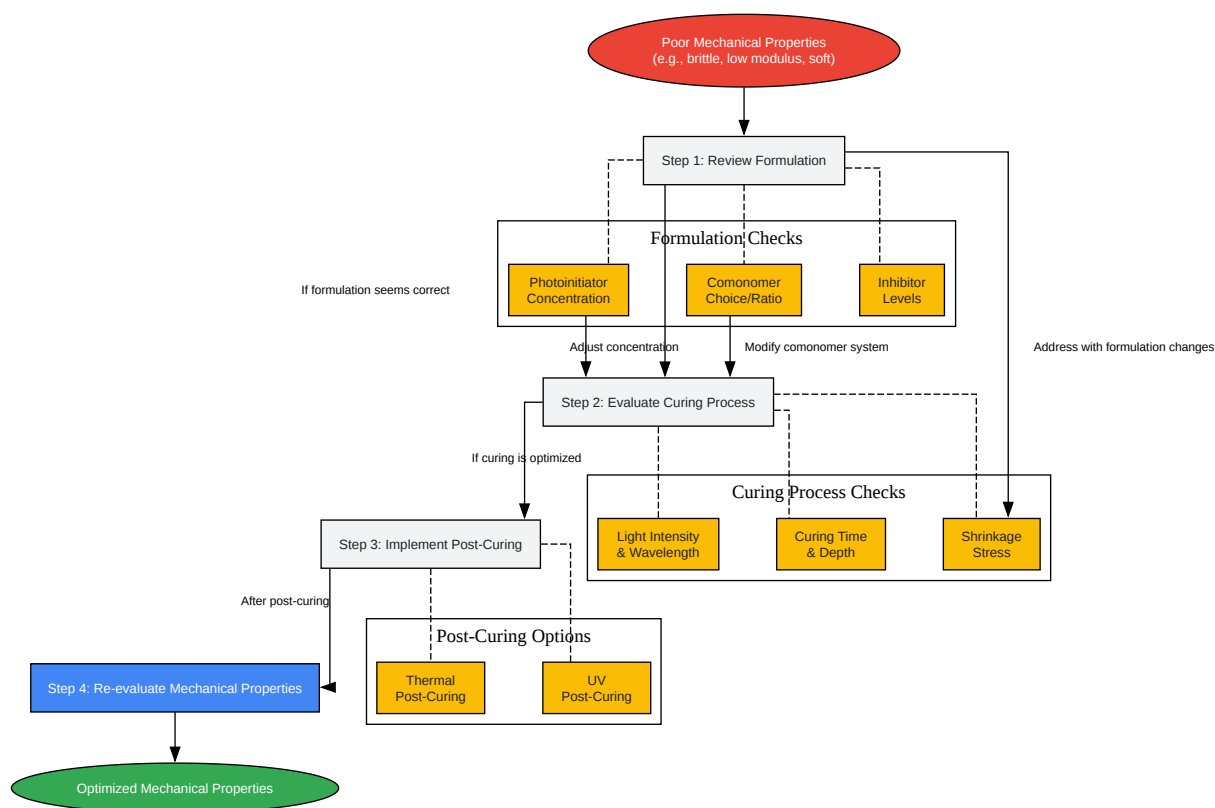 Poor Mechanical Properties
(e.g., brittle, low modulus, soft)
Step 1: Review Formulation
Formulation Checks
Photoinitiator
Concentration
Comonomer
Choice/Ratio
Inhibitor
Levels
If formulation seems correct
Adjust concentration
Modify comonomer system
Address with formulation changes
Step 2: Evaluate Curing Process
If curing is optimized
Curing Process Checks
Light Intensity
& Wavelength
Curing Time
& Depth
Shrinkage
Stress
Step 3: Implement Post-Curing
After post-curing
Post-Curing Options
Thermal
Post-Curing
UV
Post-Curing
Step 4: Re-evaluate Mechanical Properties
Optimized Mechanical Properties